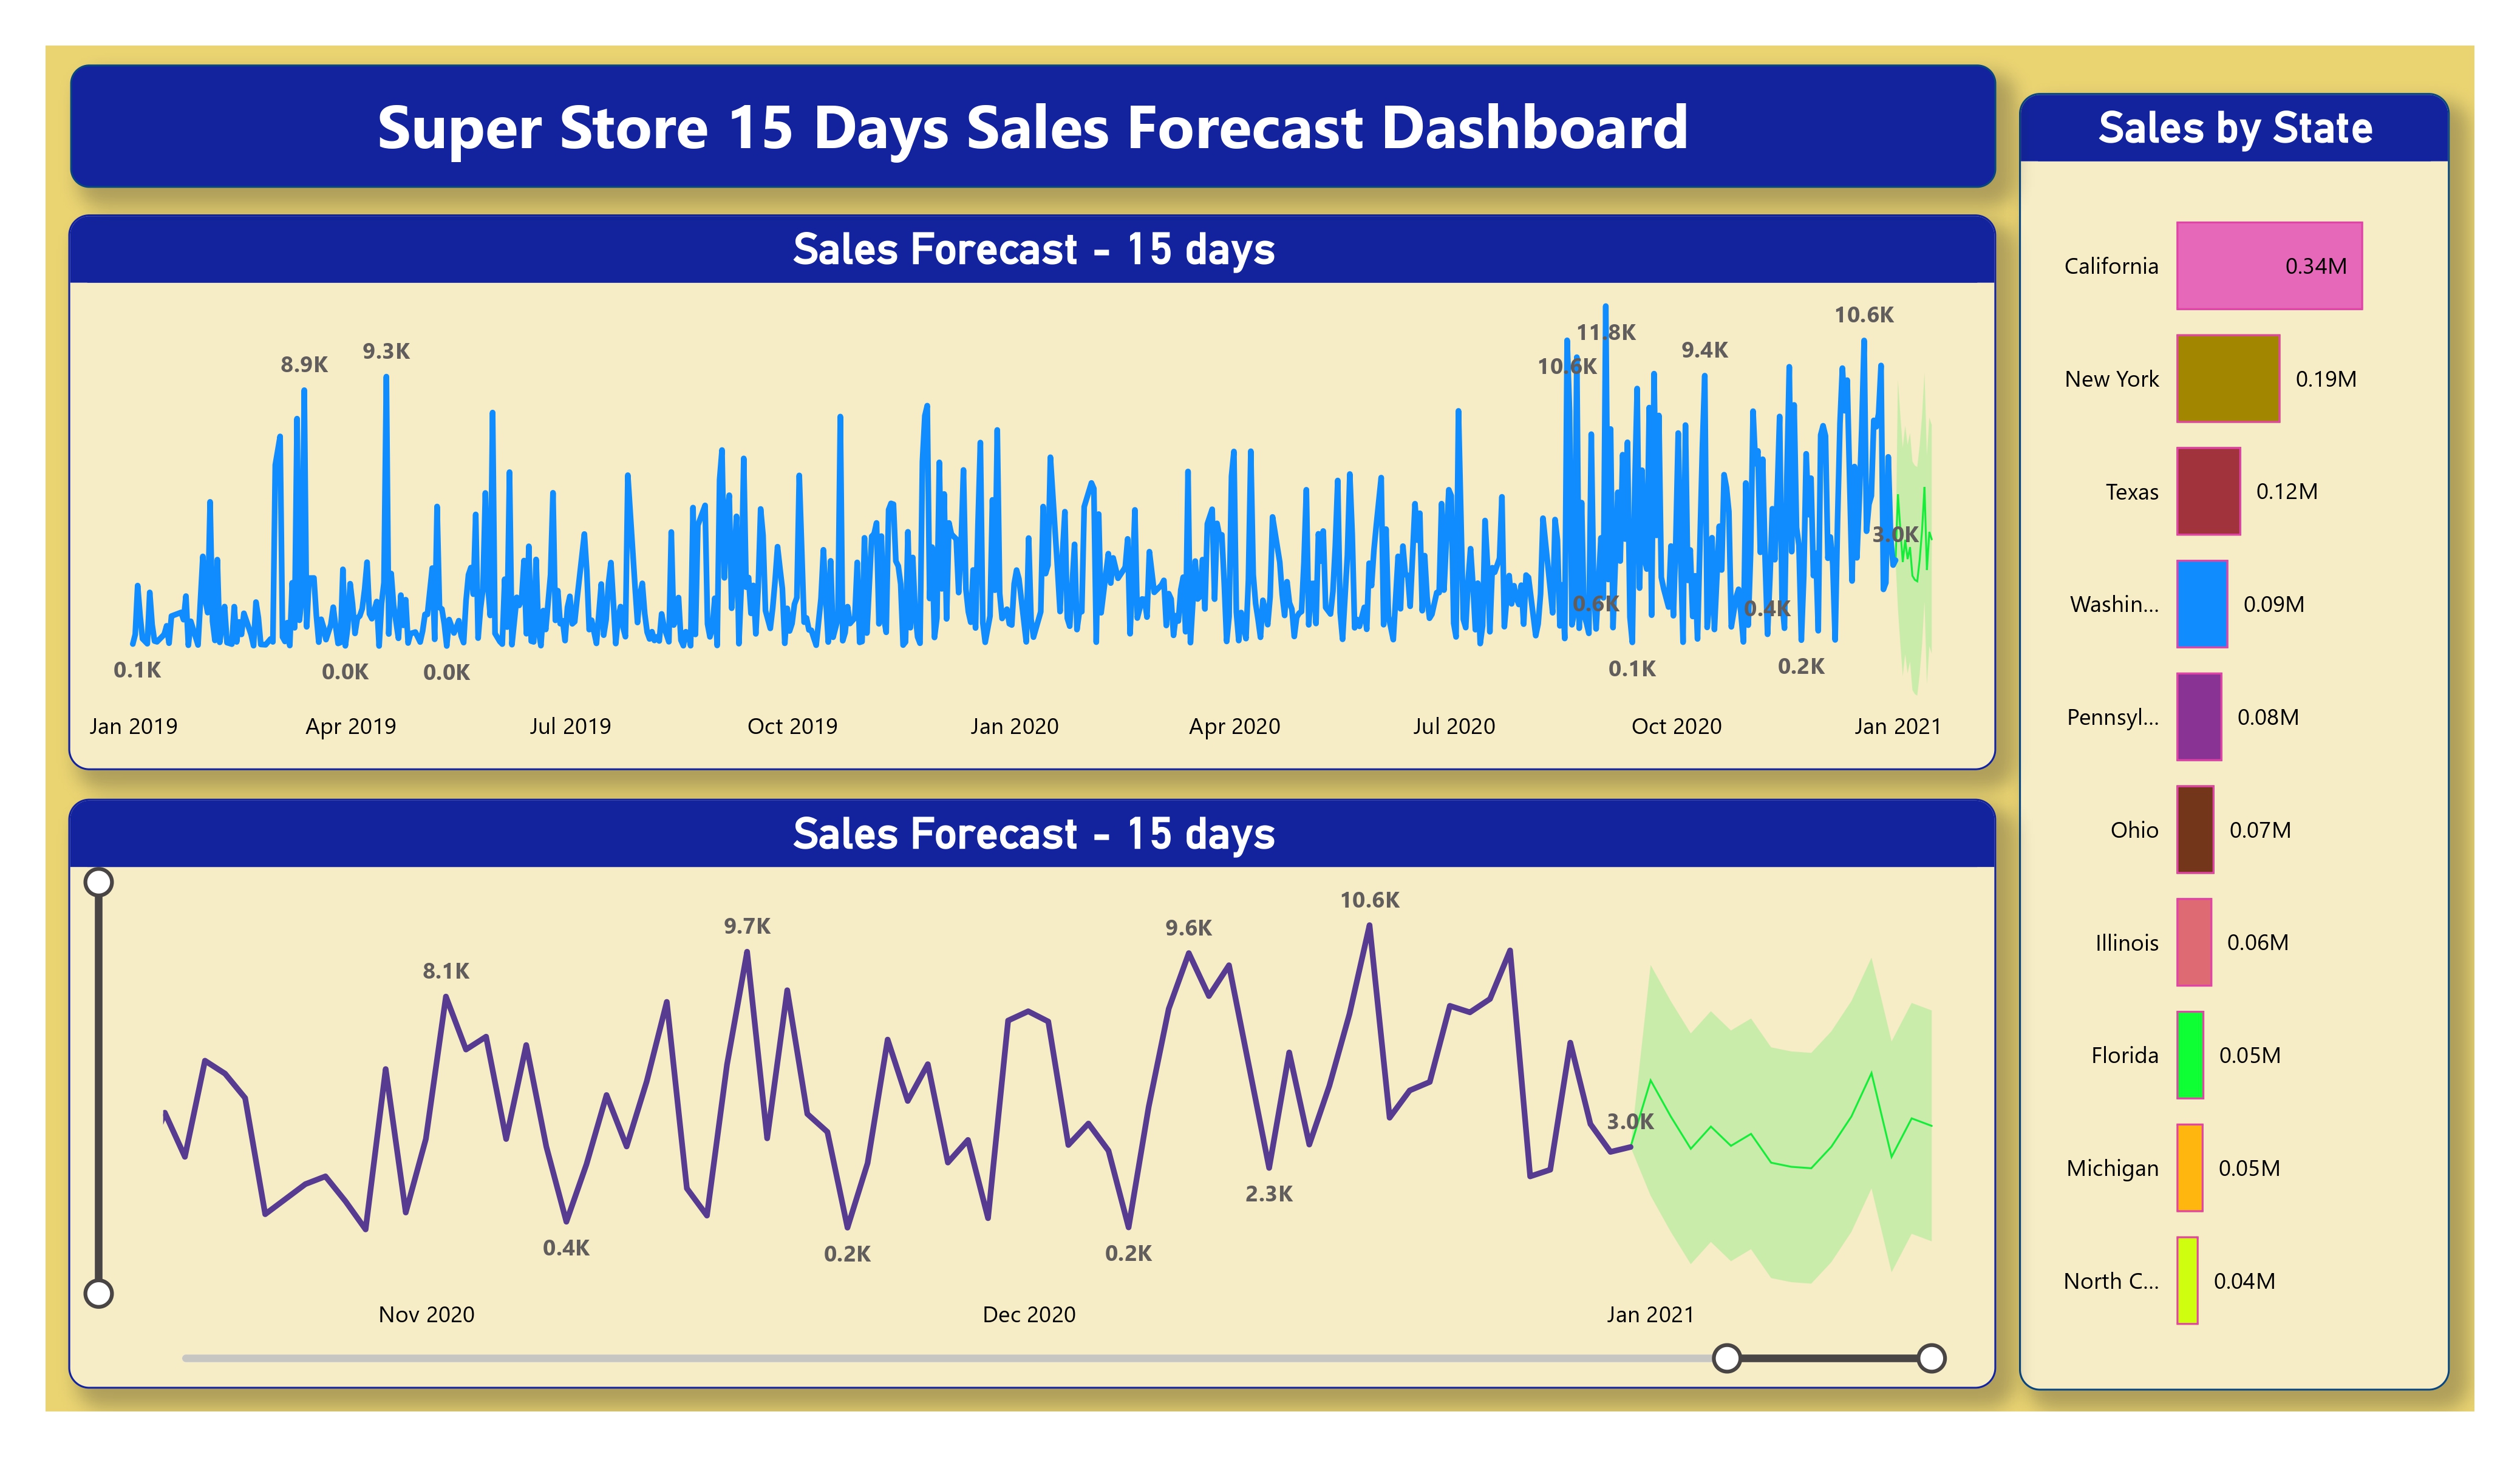 Super Store 15 Days Sales Forecast Dashboard
Sales Forecast - 15 days
8.9K
9.3K
10.6K
11.8K
9.4K
10.6K
3.0K
0.6K
0.4K
0.1K
0.0K
0.0K
0.1K
0.2K
Jan 2019 Apr 2019 Jul 2019 Oct 2019 Jan 2020 Apr 2020 Jul 2020 Oct 2020 Jan 2021
Sales Forecast - 15 days
8.1K
9.7K
9.6K
10.6K
3.0K
2.3K
0.4K
0.2K
0.2K
Nov 2020 Dec 2020 Jan 2021
Sales by State
California 0.34M
New York 0.19M
Texas 0.12M
Washin... 0.09M
Pennsyl... 0.08M
Ohio 0.07M
Illinois 0.06M
Florida 0.05M
Michigan 0.05M
North C... 0.04M